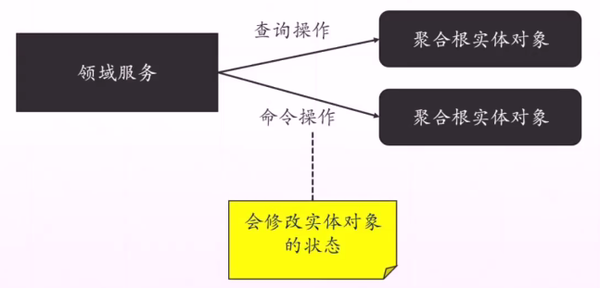 查询操作
聚合根实体对象
领域服务
命令操作
聚合根实体对象
会修改实体对象
的状态